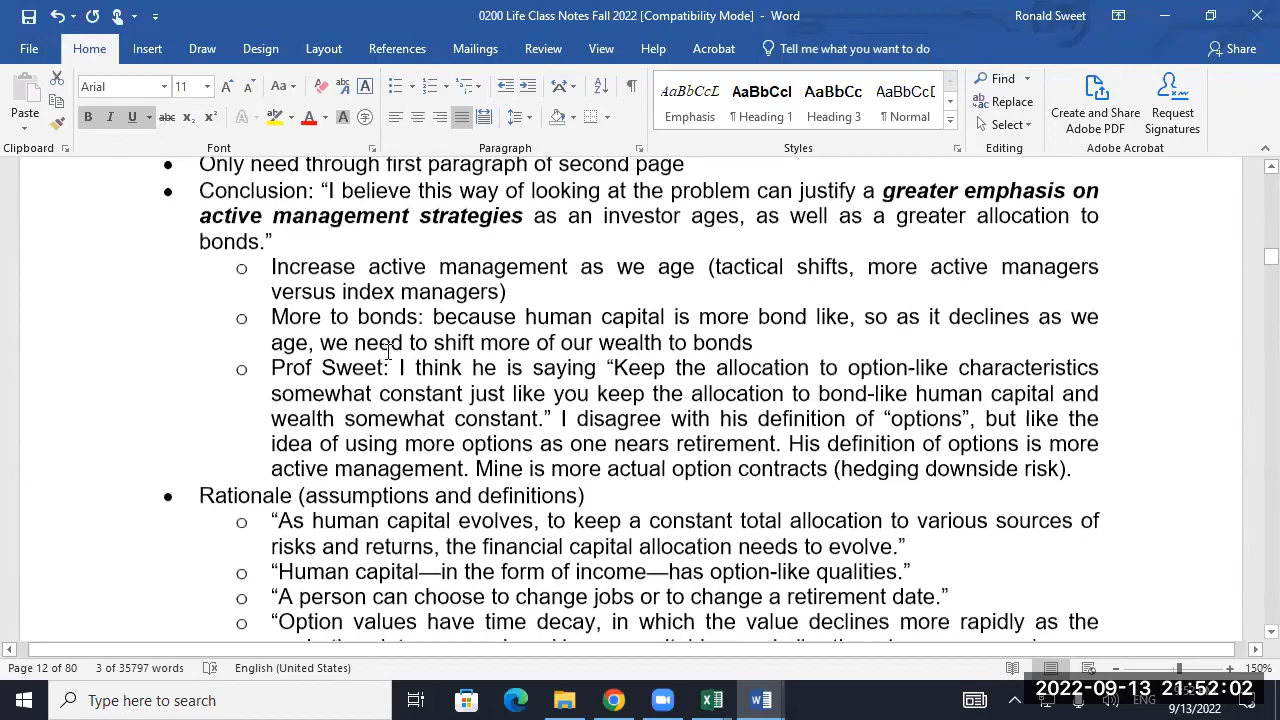 0200 Life Class Notes Fall 2022 [Compatibility Mode] - Word
Ronald Sweet
File Home Insert Draw Design Layout References Mailings Review View Help Acrobat Tell me what you want to do Share
Paste
Arial 11
Clipboard Font Paragraph Styles Editing Adobe Acrobat
AaBbCcL AaBbCcI AaBbCc AaBbCcI
Emphasis ¶ Heading 1 Heading 3 ¶ Normal
Find
Replace
Select
Create and Share
Adobe PDF
Request
Signatures
• Only need through first paragraph of second page
• Conclusion: “I believe this way of looking at the problem can justify a greater emphasis on
active management strategies as an investor ages, as well as a greater allocation to
bonds.”
o Increase active management as we age (tactical shifts, more active managers
versus index managers)
o More to bonds: because human capital is more bond like, so as it declines as we
age, we need to shift more of our wealth to bonds
o Prof Sweet: I think he is saying “Keep the allocation to option-like characteristics
somewhat constant just like you keep the allocation to bond-like human capital and
wealth somewhat constant.” I disagree with his definition of “options”, but like the
idea of using more options as one nears retirement. His definition of options is more
active management. Mine is more actual option contracts (hedging downside risk).
• Rationale (assumptions and definitions)
o “As human capital evolves, to keep a constant total allocation to various sources of
risks and returns, the financial capital allocation needs to evolve.”
o “Human capital—in the form of income—has option-like qualities.”
o “A person can choose to change jobs or to change a retirement date.”
o “Option values have time decay, in which the value declines more rapidly as the
Page 12 of 80 3 of 35797 words English (United States) 150%
Type here to search
2022-09-13 21:52:02
ENG
9/13/2022